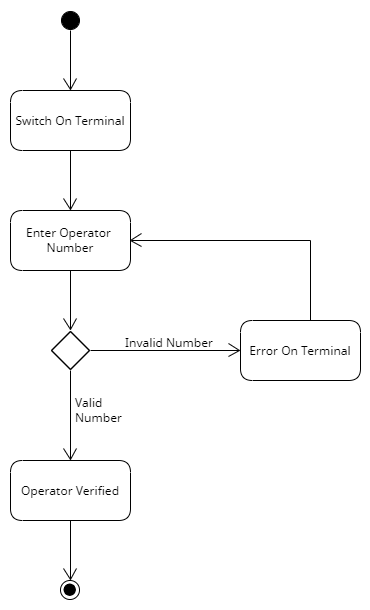 Switch On Terminal
Enter Operator
Number
Invalid Number
Error On Terminal
Valid
Number
Operator Verified